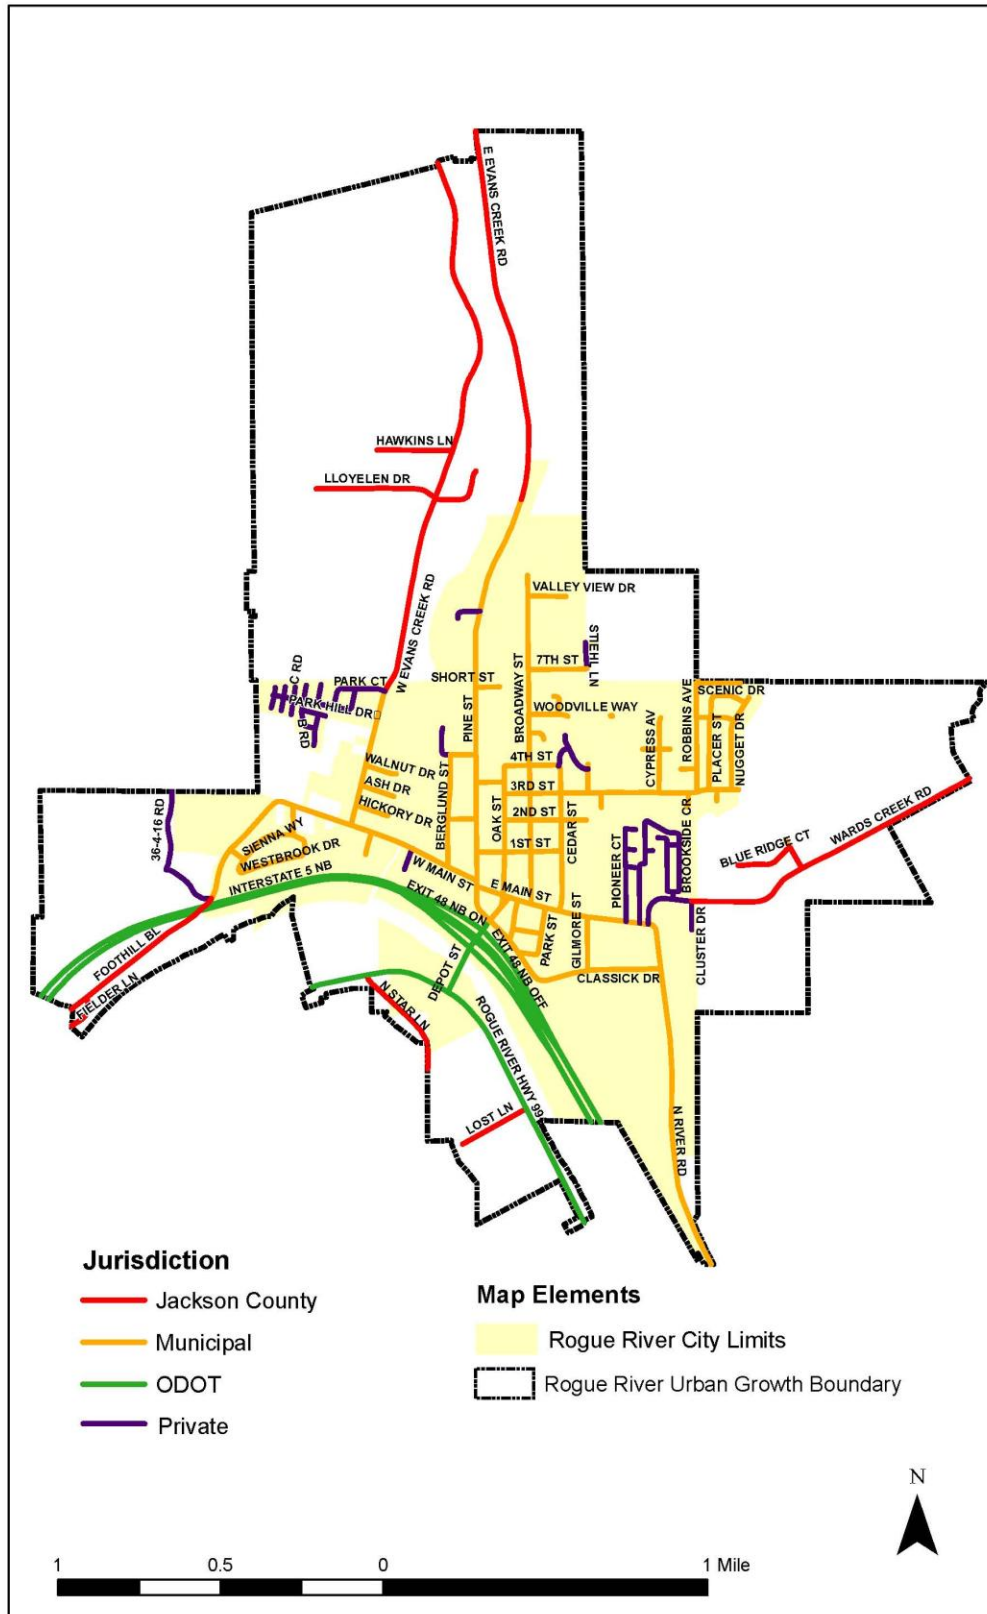 E EVANS CREEK RD
HAWKINS LN
LLOYELEN DR
W EVANS CREEK RD
VALLEY VIEW DR
STIEHL LN
7TH ST
BROADWAY ST
SHORT ST
PINE ST
C RD
PARK CT
PARK HILL DR
B RD
WOODVILLE WAY
SCENIC DR
ROBBINS AVE
PLACER ST
NUGGET DR
CYPRESS AV
4TH ST
3RD ST
2ND ST
1ST ST
OAK ST
CEDAR ST
BERGLUND ST
WALNUT DR
ASH DR
HICKORY DR
36-4-16 RD
SIENNA WY
WESTBROOK DR
INTERSTATE 5 NB
W MAIN ST
E MAIN ST
EXIT 48 NB ON
EXIT 48 NB OFF
PIONEER CT
BROOKSIDE CR
BLUE RIDGE CT
WARDS CREEK RD
CLUSTER DR
PARK ST
GILMORE ST
CLASSICK DR
FOOTHILL BL
FIELDER LN
DEPOT ST
N STAR LN
ROGUE RIVER HWY 99
LOST LN
N RIVER RD
Jurisdiction
Jackson County
Municipal
ODOT
Private
Map Elements
Rogue River City Limits
Rogue River Urban Growth Boundary
N
1 0.5 0 1 Mile